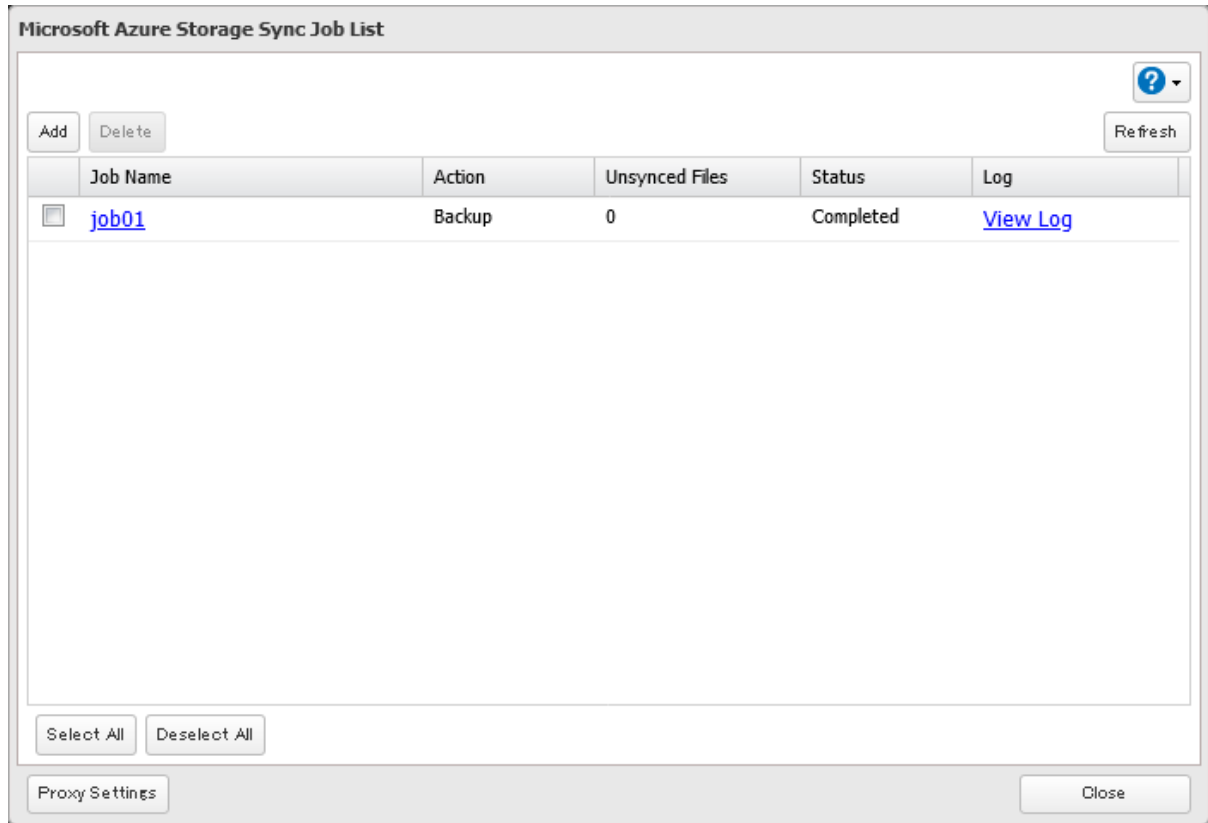 Microsoft Azure Storage Sync Job List
?
Add Delete Refresh
Job Name Action Unsynced Files Status Log
job01 Backup 0 Completed View Log
Select All Deselect All
Proxy Settings Close